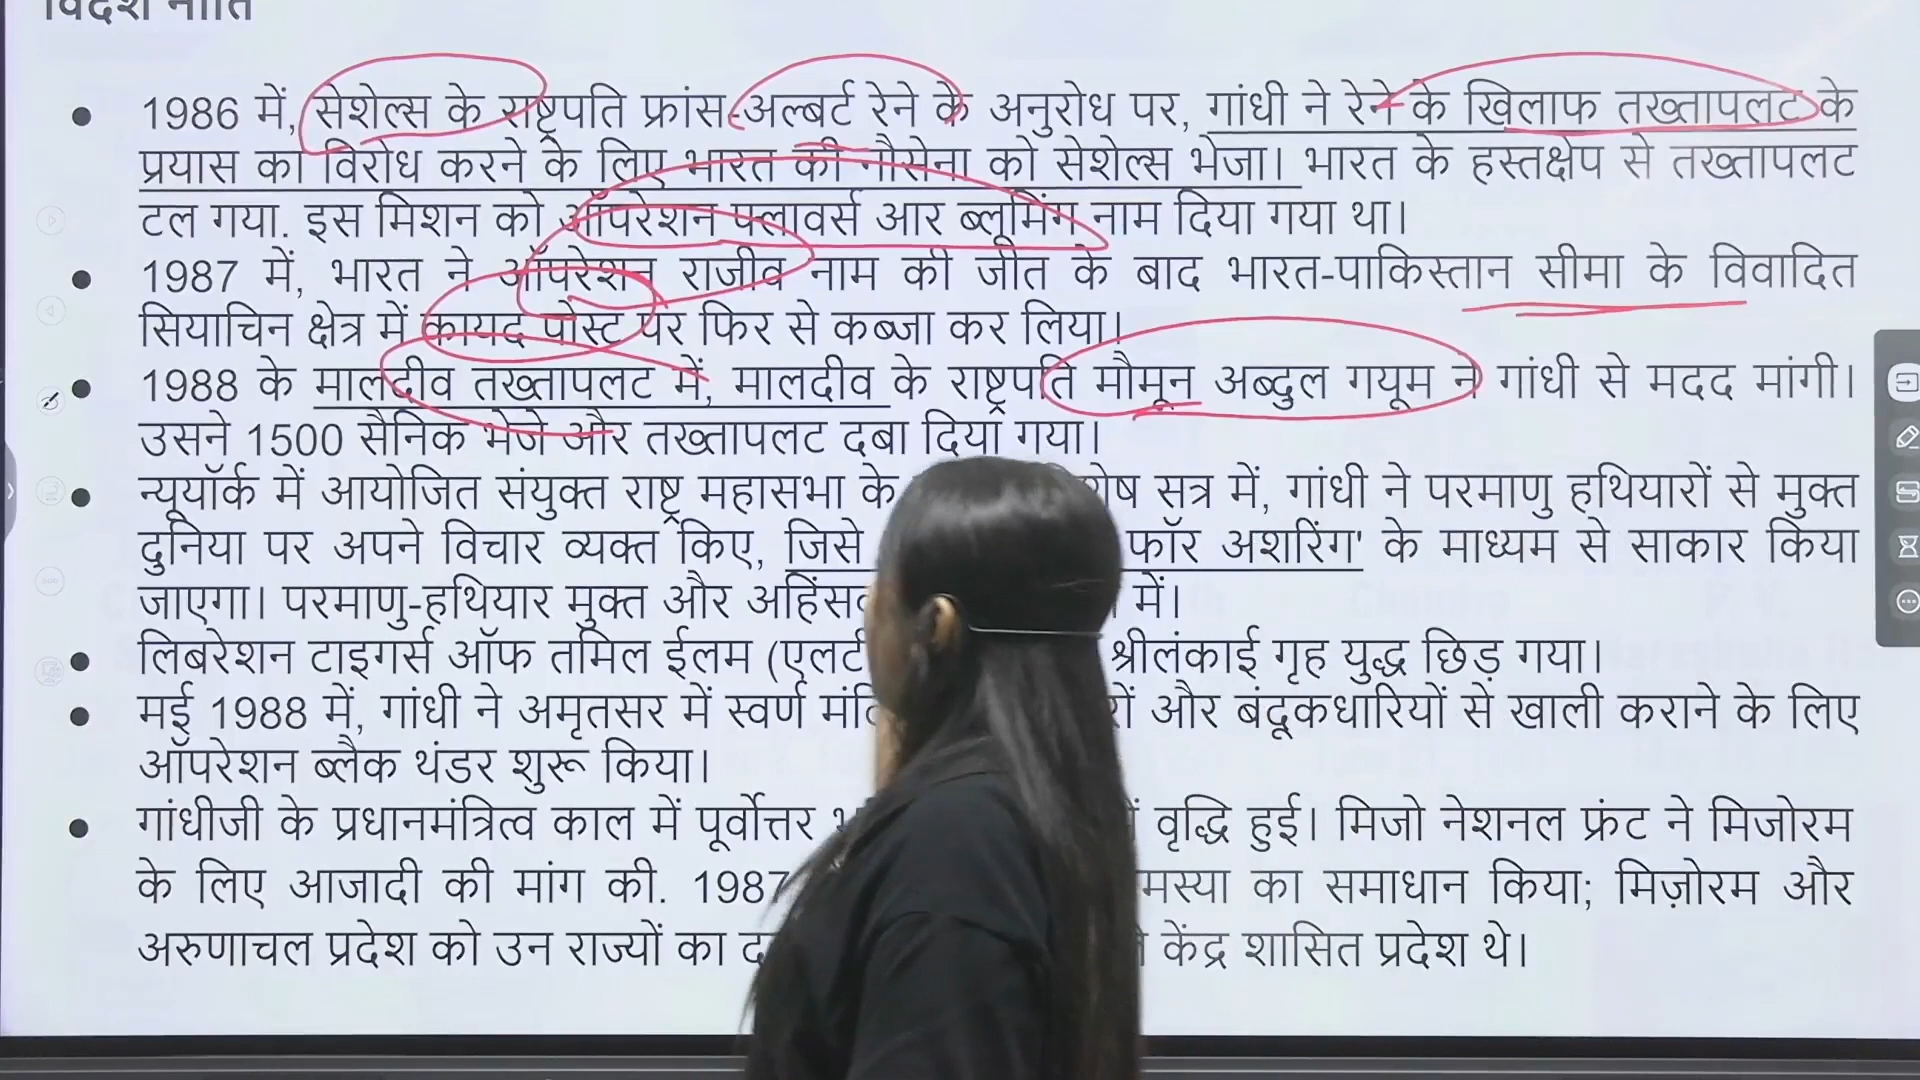 विदेश नीति
1986 में, सेशेल्स के राष्ट्रपति फ्रांस-अल्बर्ट रेने के अनुरोध पर, गांधी ने रेने के खिलाफ तख्तापलट के
प्रयास का विरोध करने के लिए भारत की नौसेना को सेशेल्स भेजा। भारत के हस्तक्षेप से तख्तापलट
टल गया. इस मिशन को ऑपरेशन फ्लावर्स आर ब्लूमिंग नाम दिया गया था।
1987 में, भारत ने ऑपरेशन राजीव नाम की जीत के बाद भारत-पाकिस्तान सीमा के विवादित
सियाचिन क्षेत्र में कायद पोस्ट पर फिर से कब्जा कर लिया।
1988 के मालदीव तख्तापलट में, मालदीव के राष्ट्रपति मौमून अब्दुल गयूम ने गांधी से मदद मांगी।
उसने 1500 सैनिक भेजे और तख्तापलट दबा दिया गया।
न्यूयॉर्क में आयोजित संयुक्त राष्ट्र महासभा के सत्र में, गांधी ने परमाणु हथियारों से मुक्त
दुनिया पर अपने विचार व्यक्त किए, जिसे फॉर अशरिंग' के माध्यम से साकार किया
जाएगा। परमाणु-हथियार मुक्त और में।
लिबरेशन टाइगर्स ऑफ तमिल ईलम श्रीलंकाई गृह युद्ध छिड़ गया।
मई 1988 में, गांधी ने अमृतसर में स्वर्ण और बंदूकधारियों से खाली कराने के लिए
ऑपरेशन ब्लैक थंडर शुरू किया।
गांधीजी के प्रधानमंत्रित्व काल में पूर्वोत्तर वृद्धि हुई। मिजो नेशनल फ्रंट ने मिजोरम
के लिए आजादी की मांग की. 1987 का समाधान किया; मिज़ोरम और
अरुणाचल प्रदेश को उन राज्यों का केंद्र शासित प्रदेश थे।